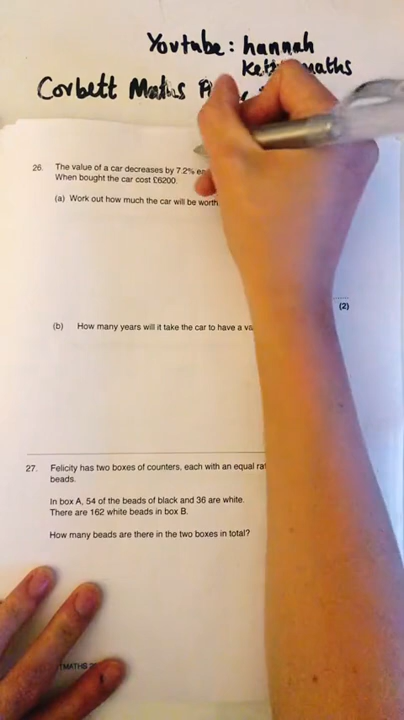 Youtube: hannah
maths
Corbett Maths
26. The value of a car decreases by 7.2%
When bought the car cost £6200.
(a) Work out how much the car will be worth
(2)
(b) How many years will it take the car to have a
27. Felicity has two boxes of counters, each with an equal
beads.
In box A, 54 of the beads of black and 36 are white.
There are 162 white beads in box B.
How many beads are there in the two boxes in total?